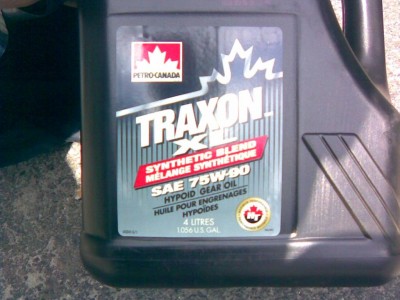 PETRO-CANADA
TRAXON
XL
SYNTHETIC BLEND
MÉLANGE SYNTHÉTIQUE
SAE 75W-90
HYPOID GEAR OIL
HUILE POUR ENGRENAGES
HYPOÏDES
4 LITRES
1.056 U.S. GAL